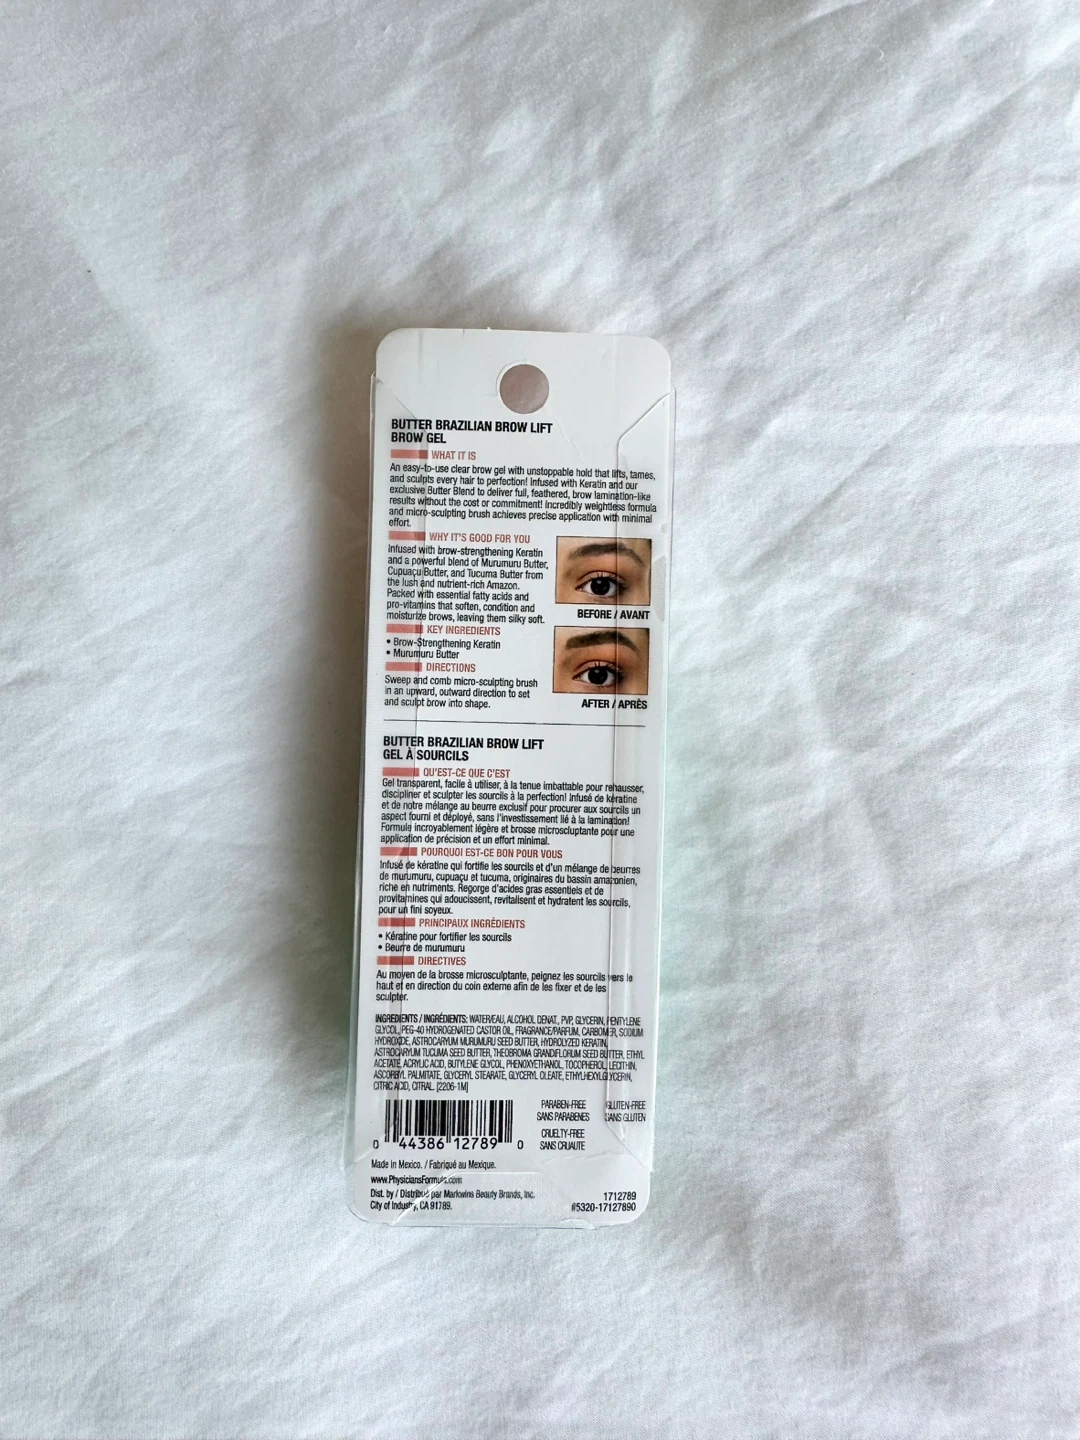 BUTTER BRAZILIAN BROW LIFT
BROW GEL
WHAT IT IS
An easy-to-use clear brow gel with unstoppable hold that lifts, tames,
and sculpts every hair to perfection! Infused with Keratin and our
exclusive Butter Blend to deliver full, feathered, brow lamination-like
results without the cost or commitment! Incredibly weightless formula
and micro-sculpting brush achieves precise application with minimal
effort.
WHY IT'S GOOD FOR YOU
Infused with brow-strengthening Keratin
and a powerful blend of Murumuru Butter,
Cupuaçu Butter, and Tucuma Butter from
the lush and nutrient-rich Amazon.
Packed with essential fatty acids and
pro-vitamins that soften, condition and
moisturize brows, leaving them silky soft.
BEFORE / AVANT
KEY INGREDIENTS
• Brow-Strengthening Keratin
• Murumuru Butter
DIRECTIONS
Sweep and comb micro-sculpting brush
in an upward, outward direction to set
and sculpt brow into shape.
AFTER / APRÈS
BUTTER BRAZILIAN BROW LIFT
GEL À SOURCILS
QU'EST-CE QUE C'EST
Gel transparent, facile à utiliser, à la tenue imbattable pour rehausser,
discipliner et sculpter les sourcils à la perfection! Infusé de kératine
et de notre mélange au beurre exclusif pour procurer aux sourcils un
aspect fourni et déployé, sans l'investissement lié à la lamination!
Formule incroyablement légère et brosse microscluptante pour une
application de précision et un effort minimal.
POURQUOI EST-CE BON POUR VOUS
Infusé de kératine qui fortifie les sourcils et d'un mélange de beurres
de murumuru, cupuaçu et tucuma, originaires du bassin amazonien,
riche en nutriments. Regorge d'acides gras essentiels et de
provitamines qui adoucissent, revitalisent et hydratent les sourcils,
pour un fini soyeux.
PRINCIPAUX INGRÉDIENTS
• Kératine pour fortifier les sourcils
• Beurre de murumuru
DIRECTIVES
Au moyen de la brosse microsculptante, peignez les sourcils vers le
haut et en direction du coin externe afin de les fixer et de les
sculpter.
INGREDIENTS / INGRÉDIENTS: WATER/EAU, ALCOHOL DENAT., PVP, GLYCERIN, PENTYLENE
GLYCOL, PEG-40 HYDROGENATED CASTOR OIL, FRAGRANCE/PARFUM, CARBOMER, SODIUM
HYDROXIDE, ASTROCARYUM MURUMURU SEED BUTTER, HYDROLYZED KERATIN,
ASTROCARYUM TUCUMA SEED BUTTER, THEOBROMA GRANDIFLORUM SEED BUTTER, ETHYL
ACETATE, ACRYLIC ACID, BUTYLENE GLYCOL, PHENOXYETHANOL, TOCOPHEROL, LECITHIN,
ASCORBYL PALMITATE, GLYCERYL STEARATE, GLYCERYL OLEATE, ETHYLHEXYLGLYCERIN,
CITRIC ACID, CITRAL. [2206-1M]
PARABEN-FREE GLUTEN-FREE
SANS PARABENES SANS GLUTEN
CRUELTY-FREE
SANS CRUAUTE
0 44386 12789 0
Made in Mexico. / Fabriqué au Mexique.
www.PhysiciansFormula.com
Dist. by / Distribué par Markwins Beauty Brands, Inc.
City of Industry, CA 91789.
1712789
#5320-17127890